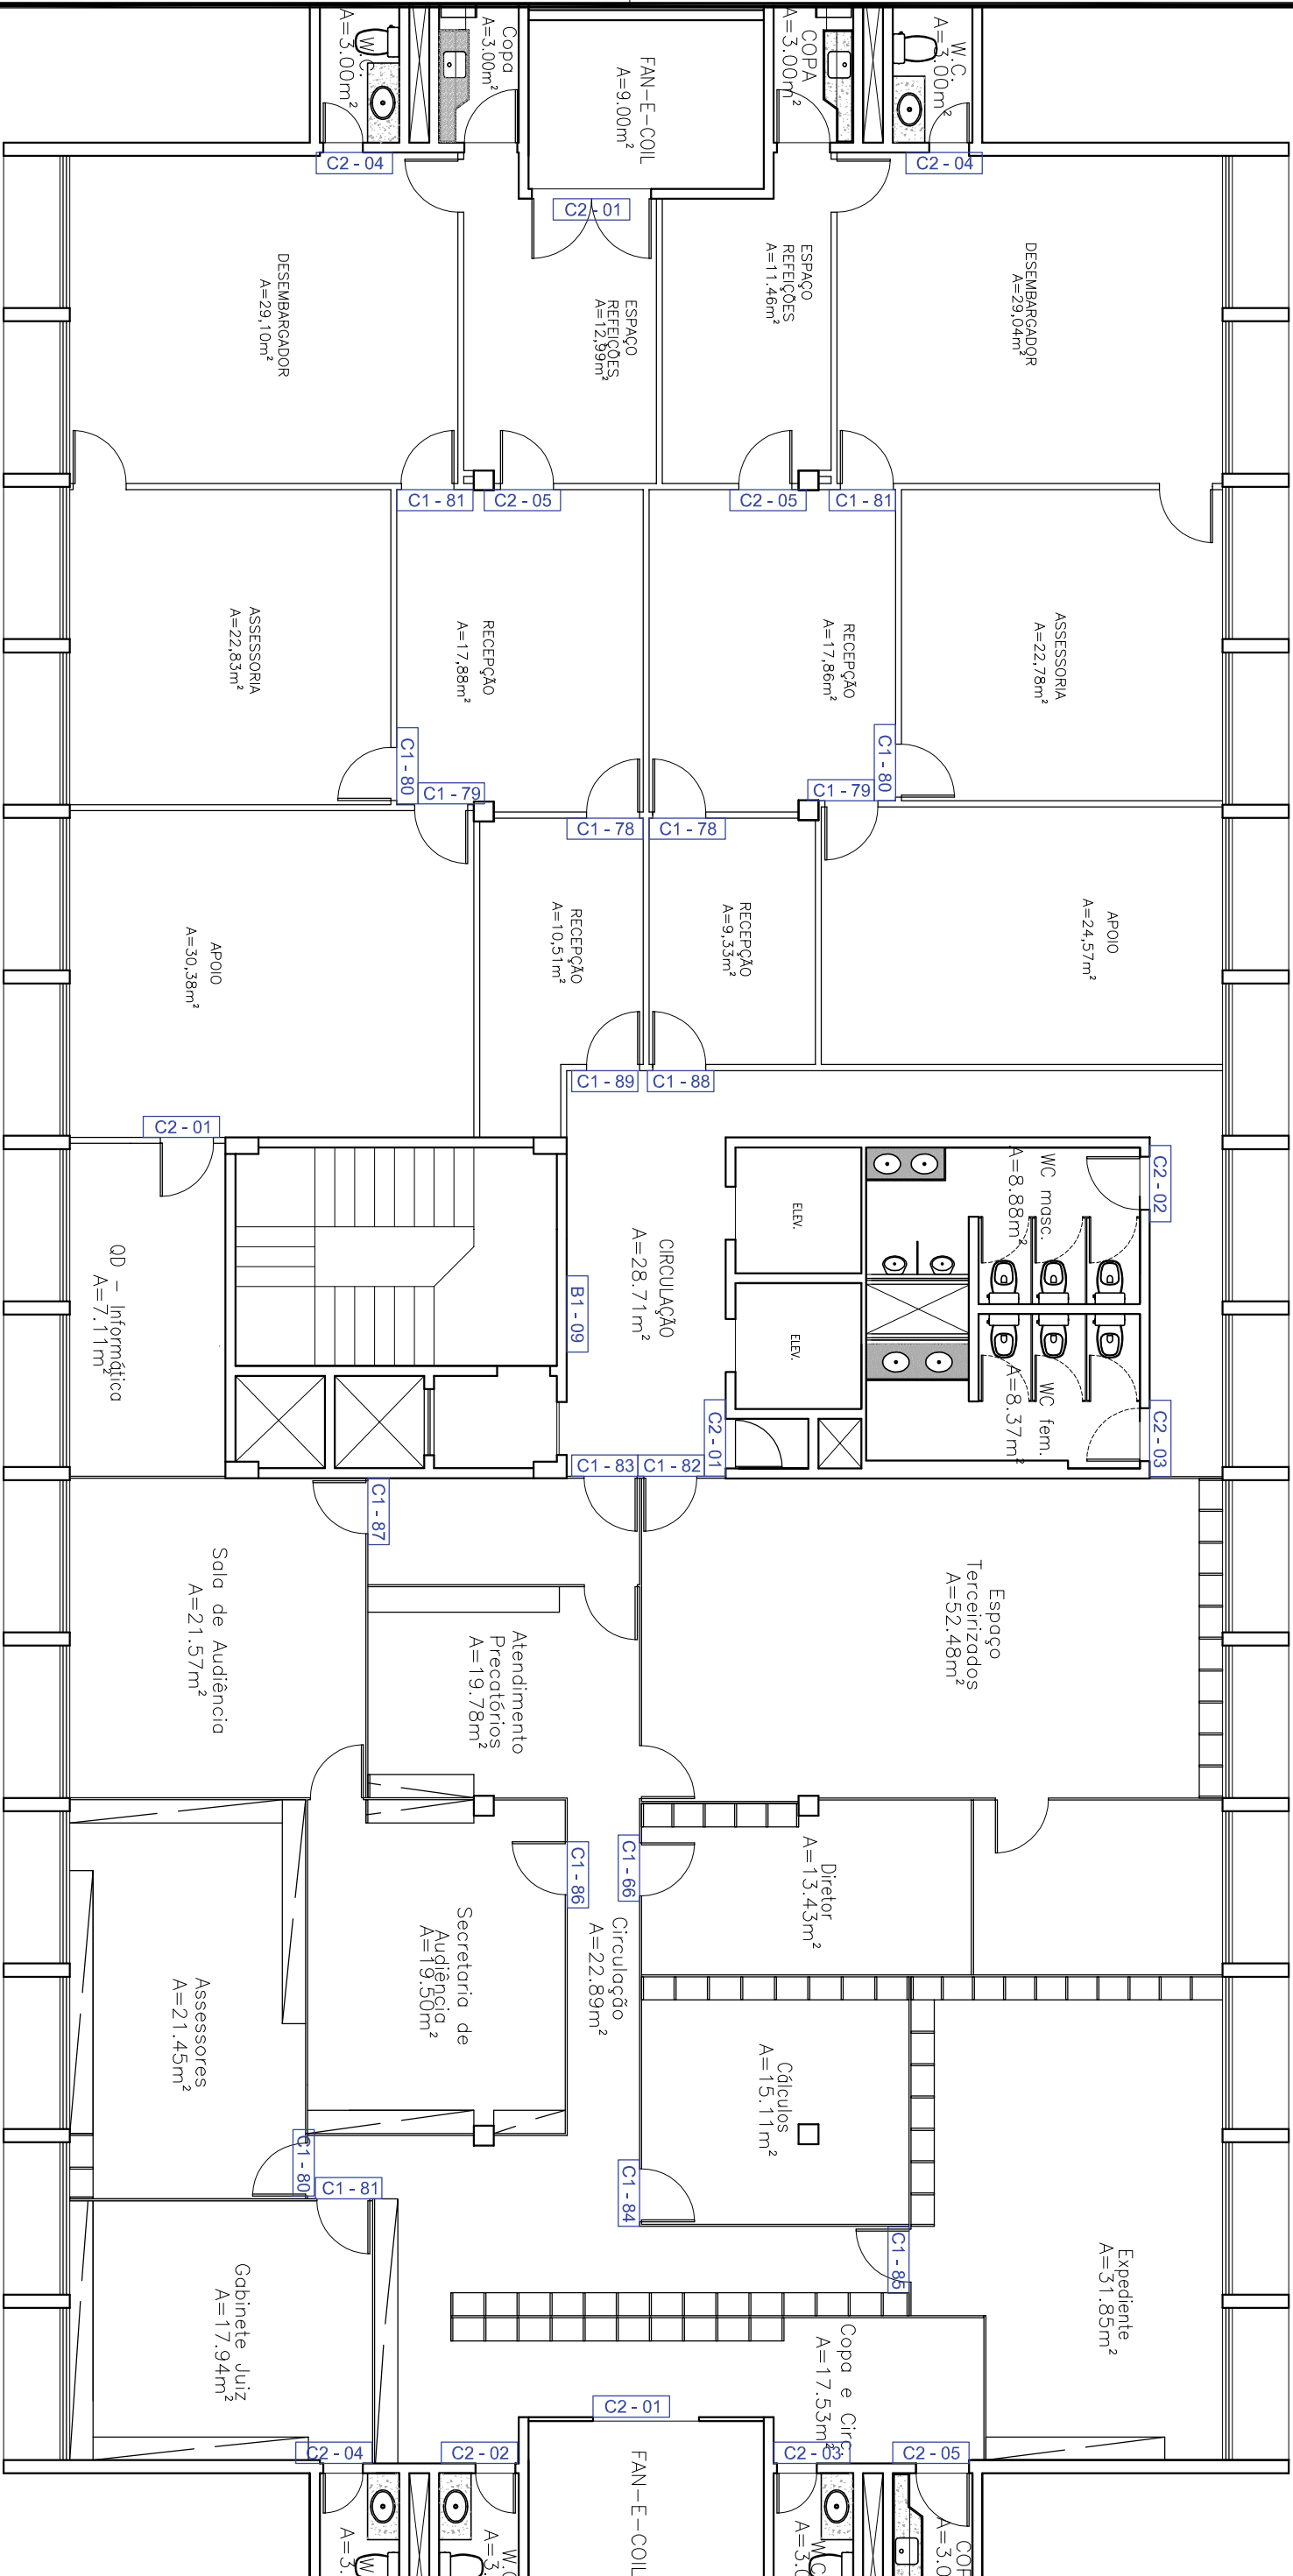 W.C.
A=3.00m²
Copa
A=3.00m²
FAN-E-COIL
A=9.00m²
COPA
A=3.00m²
W.C.
A=3.00m²
C2 - 04
C2 - 01
C2 - 04
DESEMBARGADOR
A=29,10m²
ESPAÇO
REFEIÇÕES
A=12,99m²
ESPAÇO
REFEIÇÕES
A=11.46m²
DESEMBARGADOR
A=29,04m²
C1 - 81
C2 - 05
C2 - 05
C1 - 81
ASSESSORIA
A=22,83m²
RECEPÇÃO
A=17,88m²
RECEPÇÃO
A=17,86m²
ASSESSORIA
A=22,78m²
C1 - 80
C1 - 79
C1 - 79
C1 - 80
C1 - 78
C1 - 78
APOIO
A=30,38m²
RECEPÇÃO
A=10,51m²
RECEPÇÃO
A=9,33m²
APOIO
A=24,57m²
C1 - 89
C1 - 88
C2 - 01
C2 - 02
WC masc.
A=8.88m²
ELEV.
CIRCULAÇÃO
A=28.71m²
QD - Informática
A=7.11m²
B1 - 09
ELEV.
WC fem.
A=8.37m²
C2 - 03
C2 - 01
C1 - 83
C1 - 82
C1 - 87
Sala de Audiência
A=21.57m²
Atendimento
Precatórios
A=19.78m²
Espaço
Terceirizados
A=52.48m²
C1 - 86
C1 - 66
Diretor
A=13.43m²
Circulação
A=22.89m²
Secretaria de
Audiência
A=19.50m²
Assessores
A=21.45m²
Cálculos
A=15.11m²
C1 - 80
C1 - 81
C1 - 84
C1 - 85
Gabinete Juiz
A=17.94m²
Expediente
A=31.85m²
Copa e Circ.
A=17.53m²
C2 - 01
C2 - 04
C2 - 02
C2 - 03
C2 - 05
FAN-E-COIL